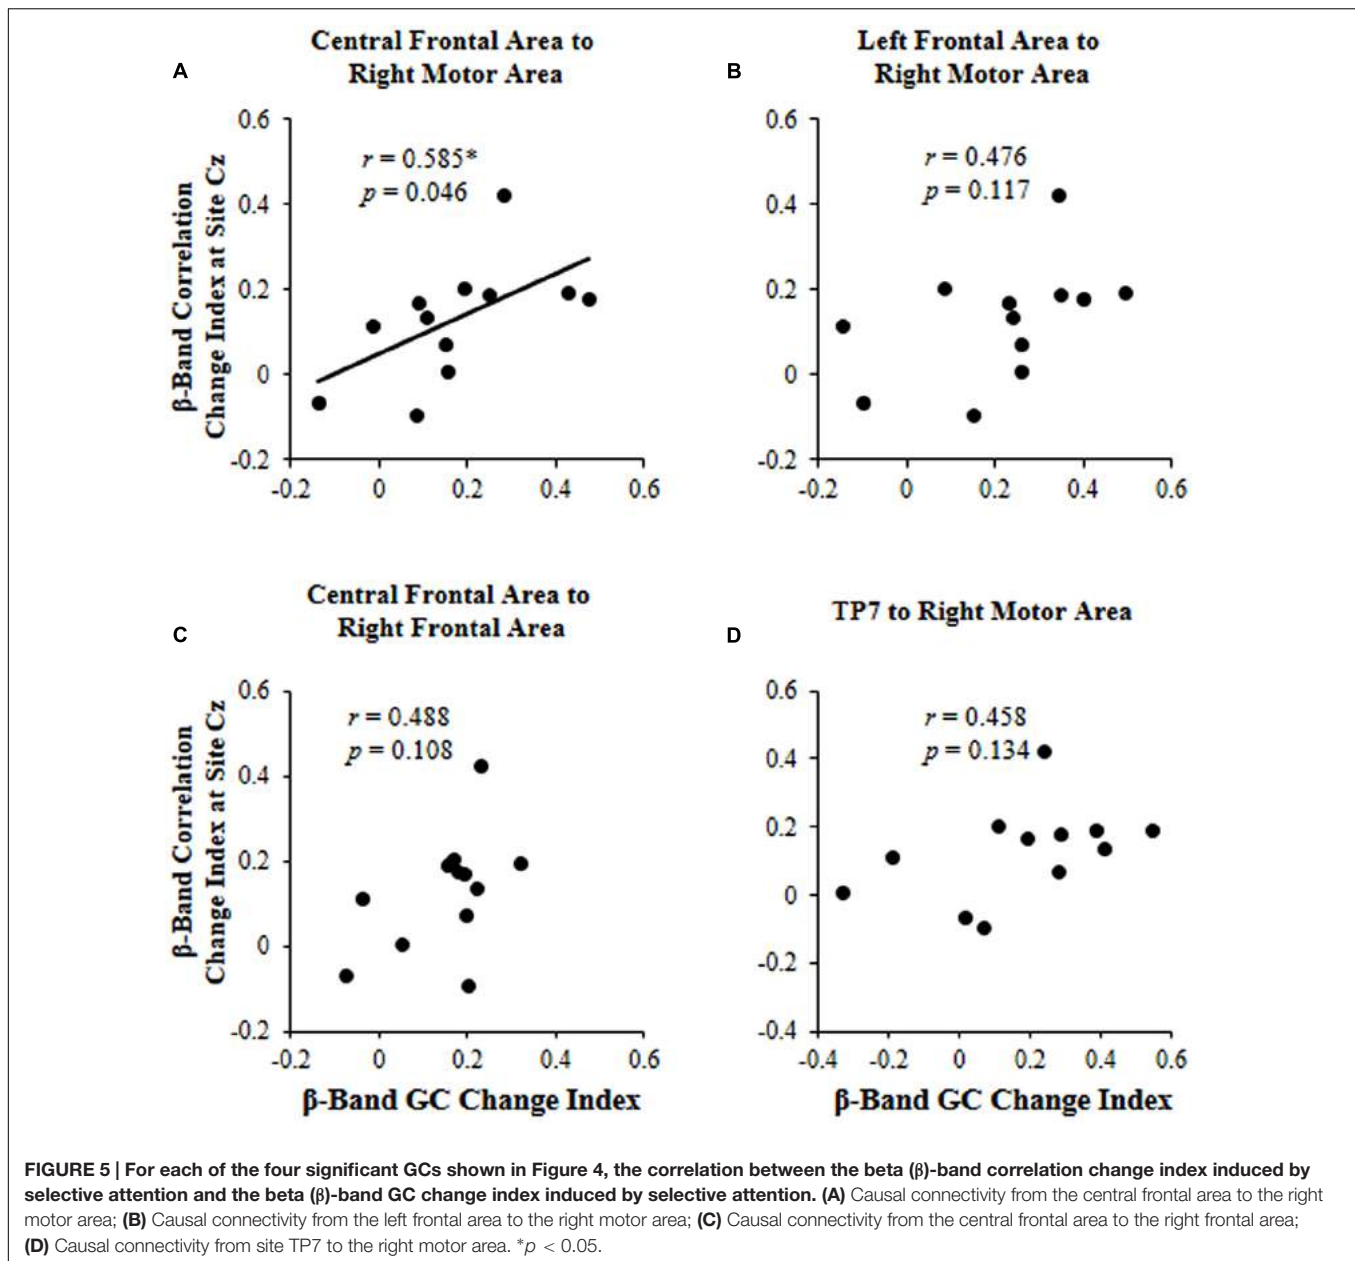 Central Frontal Area to
Right Motor Area
A
β-Band Correlation
Change Index at Site Cz
r = 0.585*
p = 0.046
0.6
0.4
0.2
0
-0.2
-0.2 0 0.2 0.4 0.6
Left Frontal Area to
Right Motor Area
B
r = 0.476
p = 0.117
0.6
0.4
0.2
0
-0.2
-0.2 0 0.2 0.4 0.6
Central Frontal Area to
Right Frontal Area
C
β-Band Correlation
Change Index at Site Cz
r = 0.488
p = 0.108
0.6
0.4
0.2
0
-0.2
-0.2 0 0.2 0.4 0.6
β-Band GC Change Index
TP7 to Right Motor Area
D
r = 0.458
p = 0.134
0.6
0.4
0.2
0
-0.2
-0.4
-0.4 -0.2 0 0.2 0.4 0.6
β-Band GC Change Index
FIGURE 5 | For each of the four significant GCs shown in Figure 4, the correlation between the beta (β)-band correlation change index induced by
selective attention and the beta (β)-band GC change index induced by selective attention. (A) Causal connectivity from the central frontal area to the right
motor area; (B) Causal connectivity from the left frontal area to the right motor area; (C) Causal connectivity from the central frontal area to the right frontal area;
(D) Causal connectivity from site TP7 to the right motor area. *p < 0.05.